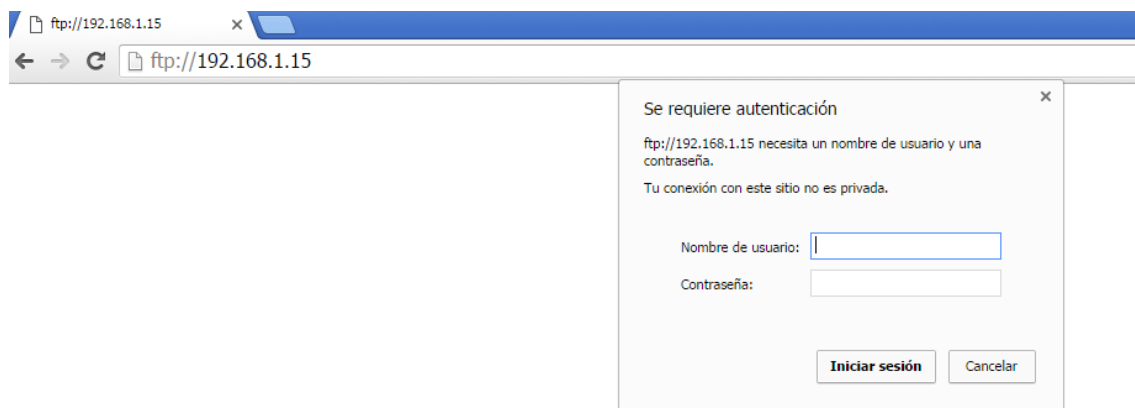 ftp://192.168.1.15
ftp://192.168.1.15
Se requiere autenticación
ftp://192.168.1.15 necesita un nombre de usuario y una
contraseña.
Tu conexión con este sitio no es privada.
Nombre de usuario:
Contraseña:
Iniciar sesión Cancelar